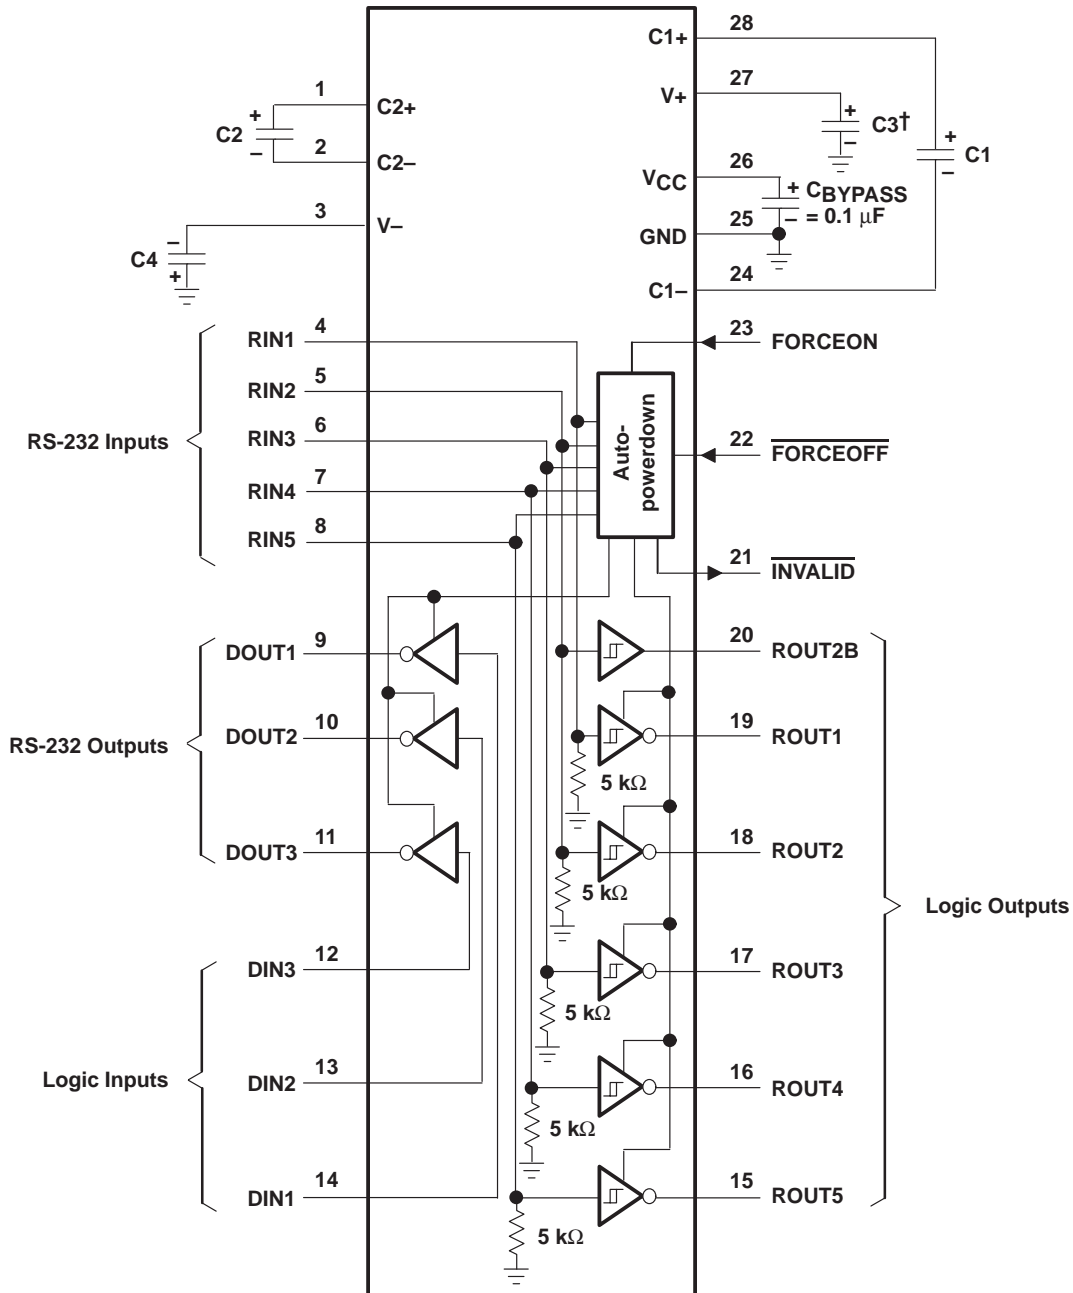 28
C1+
27
V+
+
C3†
–
+
C1
–
1
C2+
+
C2
–
2
C2–
26
VCC
+ CBYPASS
– = 0.1 μF
25
GND
3
V–
–
C4
+
24
C1–
RIN1 4
RIN2 5
RIN3 6
RIN4 7
RIN5 8
RS-232 Inputs
23 FORCEON
22 FORCEOFF
21 INVALID
Auto-
powerdown
DOUT1 9
DOUT2 10
DOUT3 11
RS-232 Outputs
20 ROUT2B
19 ROUT1
5 kΩ
18 ROUT2
5 kΩ
17 ROUT3
5 kΩ
16 ROUT4
5 kΩ
15 ROUT5
5 kΩ
Logic Outputs
DIN3 12
DIN2 13
DIN1 14
Logic Inputs